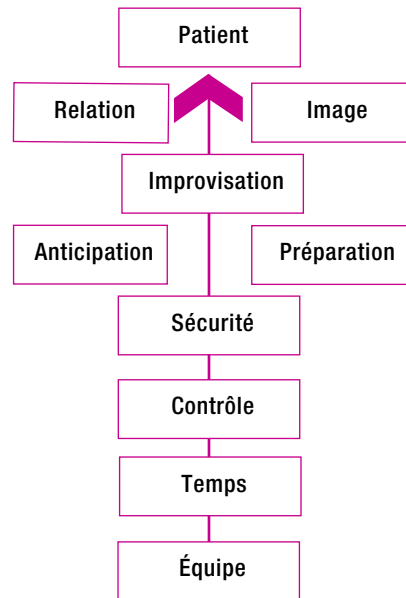 Patient
Relation
Image
Improvisation
Anticipation
Préparation
Sécurité
Contrôle
Temps
Équipe